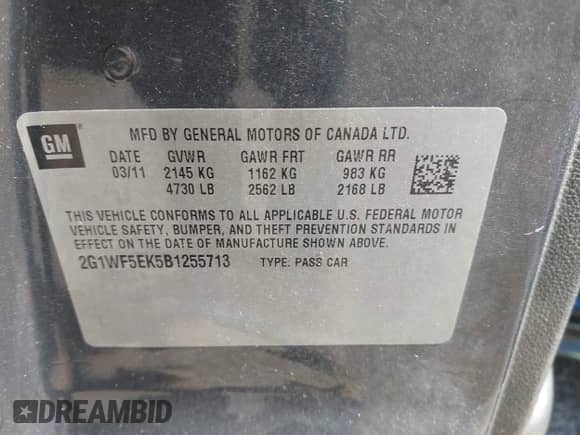 GM
MFD BY GENERAL MOTORS OF CANADA LTD.
DATE GVWR GAWR FRT GAWR RR
03/11 2145 KG 1162 KG 983 KG
4730 LB 2562 LB 2168 LB
THIS VEHICLE CONFORMS TO ALL APPLICABLE U.S. FEDERAL MOTOR
VEHICLE SAFETY, BUMPER, AND THEFT PREVENTION STANDARDS IN
EFFECT ON THE DATE OF MANUFACTURE SHOWN ABOVE.
2G1WF5EK5B1255713 TYPE: PASS CAR
DREAMBID